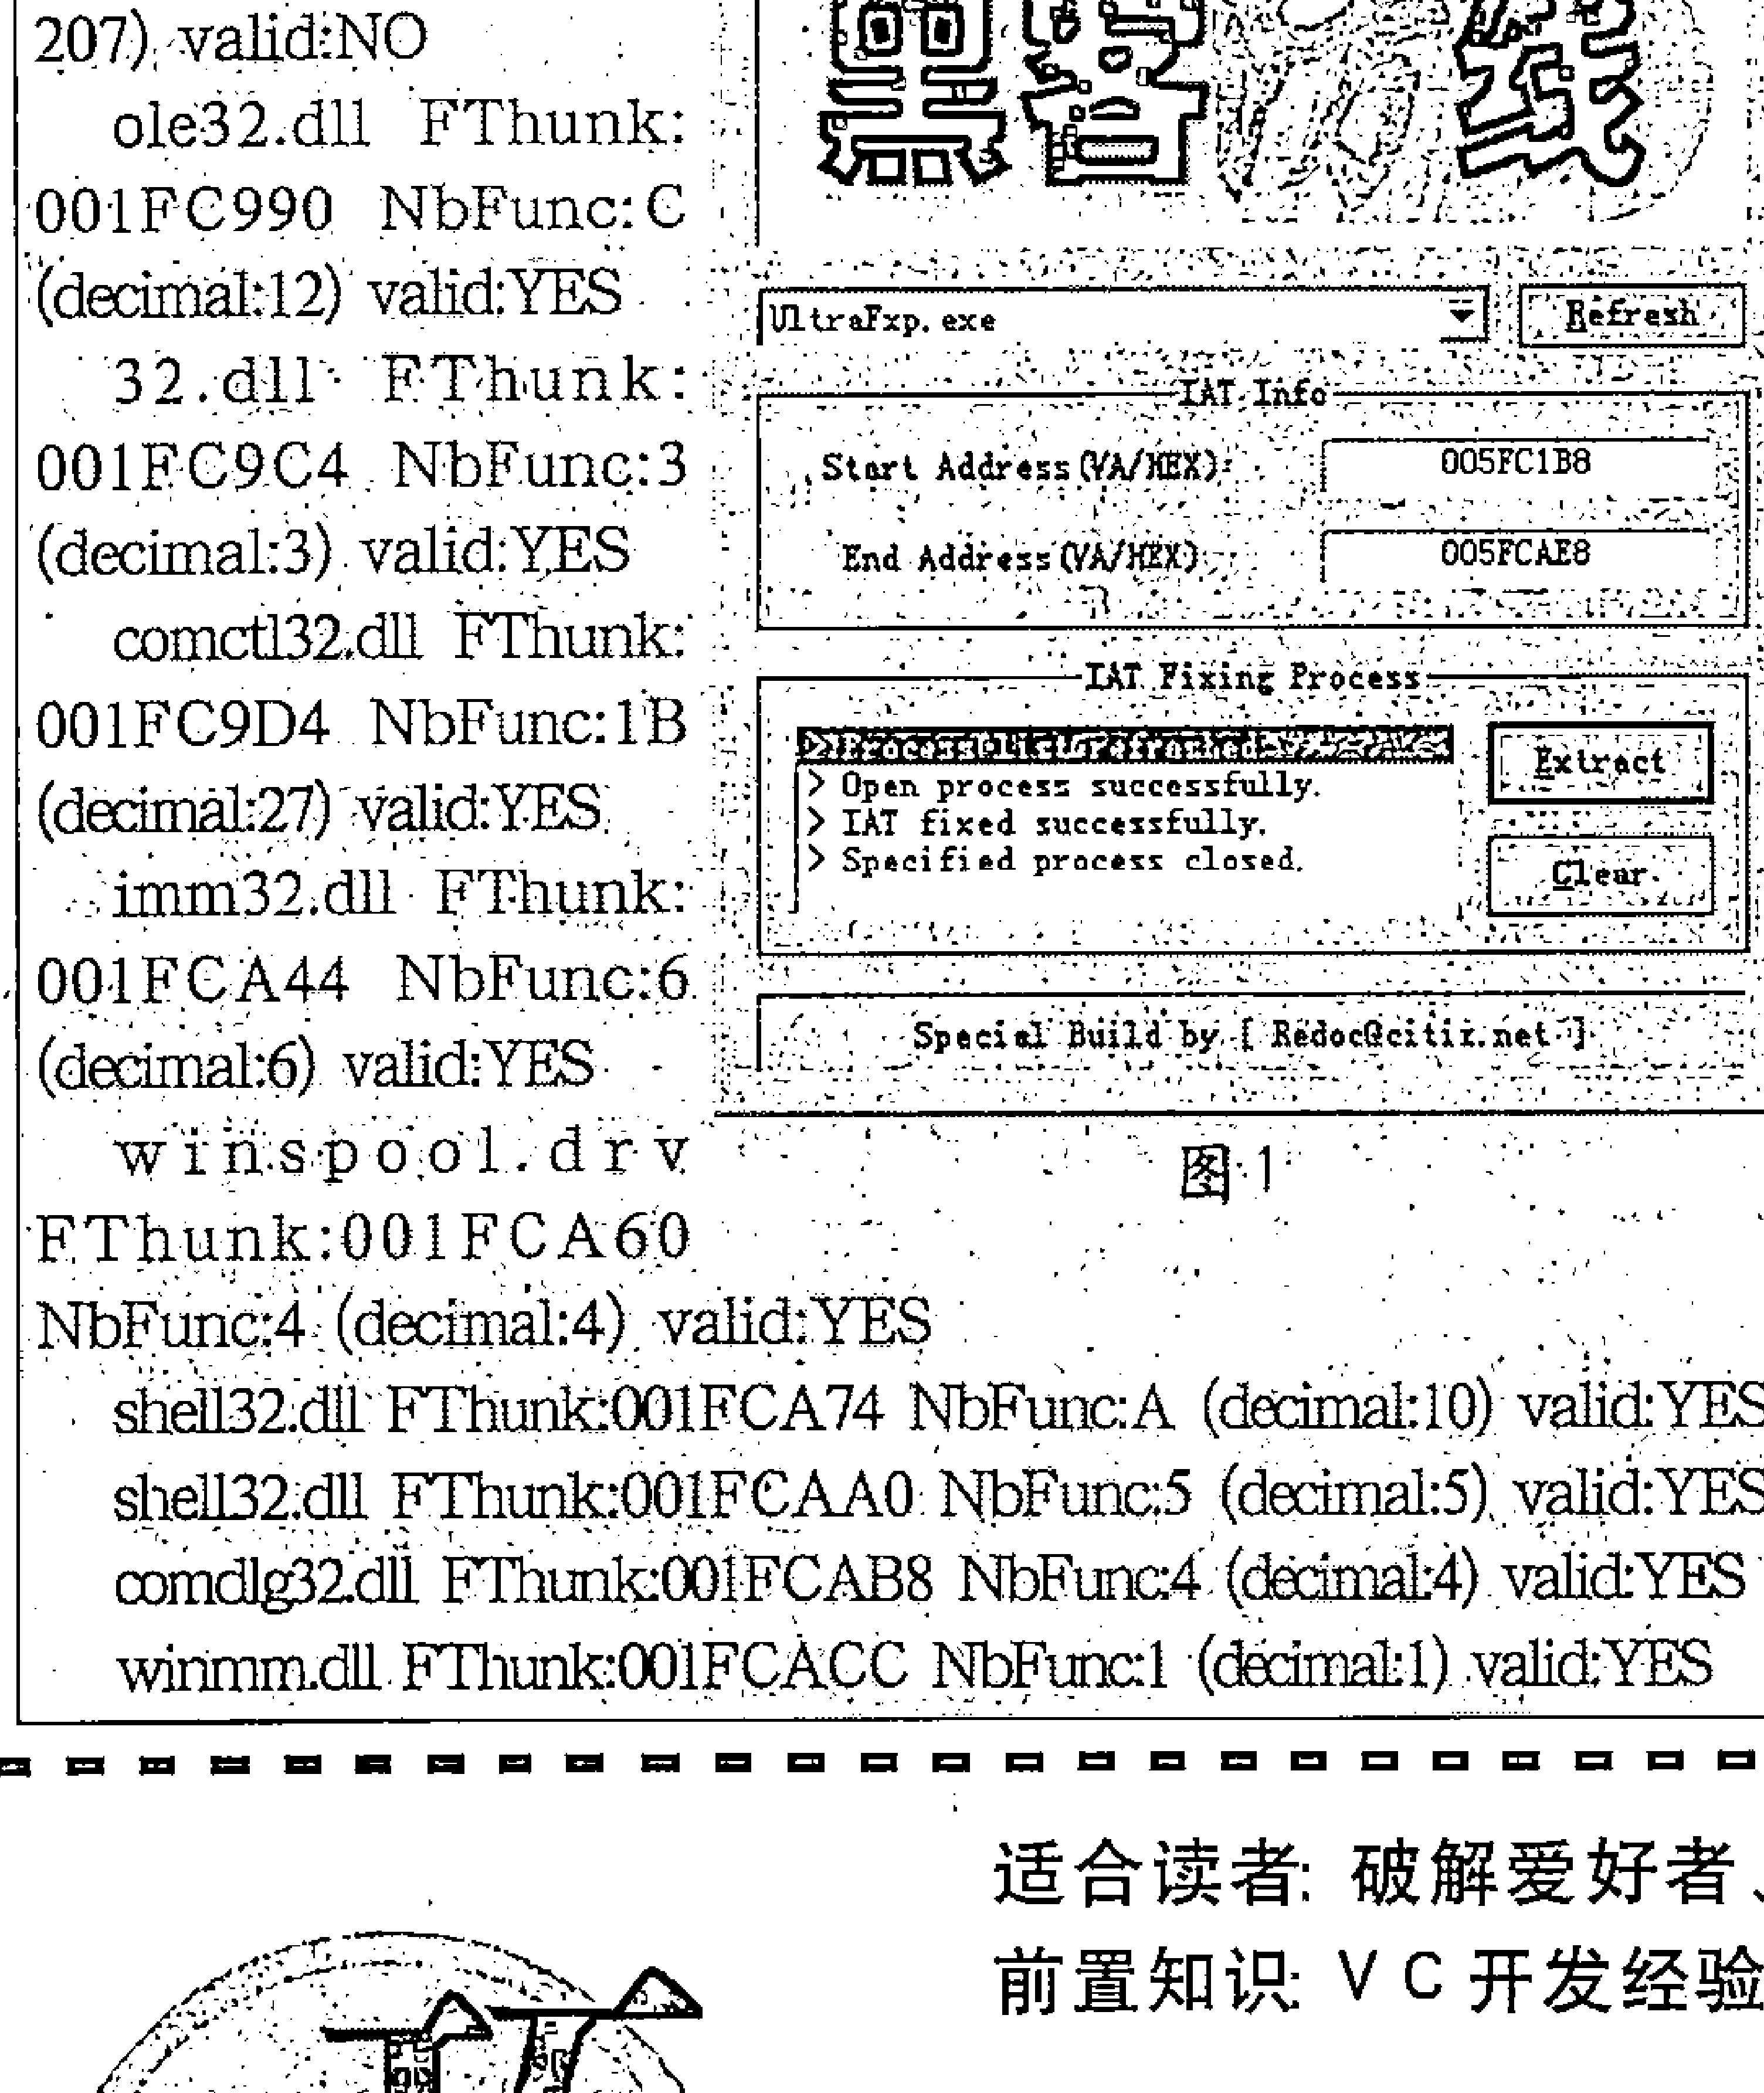 207) valid:NO
ole32.dll FThunk:
001FC990 NbFunc:C
(decimal:12) valid:YES
32.dll FThunk:
001FC9C4 NbFunc:3
(decimal:3) valid:YES
comctl32.dll FThunk:
001FC9D4 NbFunc:1B
(decimal:27) valid:YES
imm32.dll FThunk:
001FCA44 NbFunc:6
(decimal:6) valid:YES
winspool.drv
FThunk:001FCA60
NbFunc:4 (decimal:4) valid:YES
shell32.dll FThunk:001FCA74 NbFunc:A (decimal:10) valid:YES
shell32.dll FThunk:001FCAA0 NbFunc:5 (decimal:5) valid:YES
comdlg32.dll FThunk:001FCAB8 NbFunc:4 (decimal:4) valid:YES
winmm.dll FThunk:001FCACC NbFunc:1 (decimal:1) valid:YES
黑客防线
UltraFxp.exe
Refresh
IAT Info
Start Address(VA/HEX):
005FC1B8
End Address(VA/HEX)
005FCAE8
IAT Fixing Process
> Process List refreshed
> Open process successfully.
> IAT fixed successfully.
> Specified process closed.
Extract
Clear
Special Build by [ Redoc@citiz.net ]
图 1
适合读者: 破解爱好者、
前置知识: VC开发经验